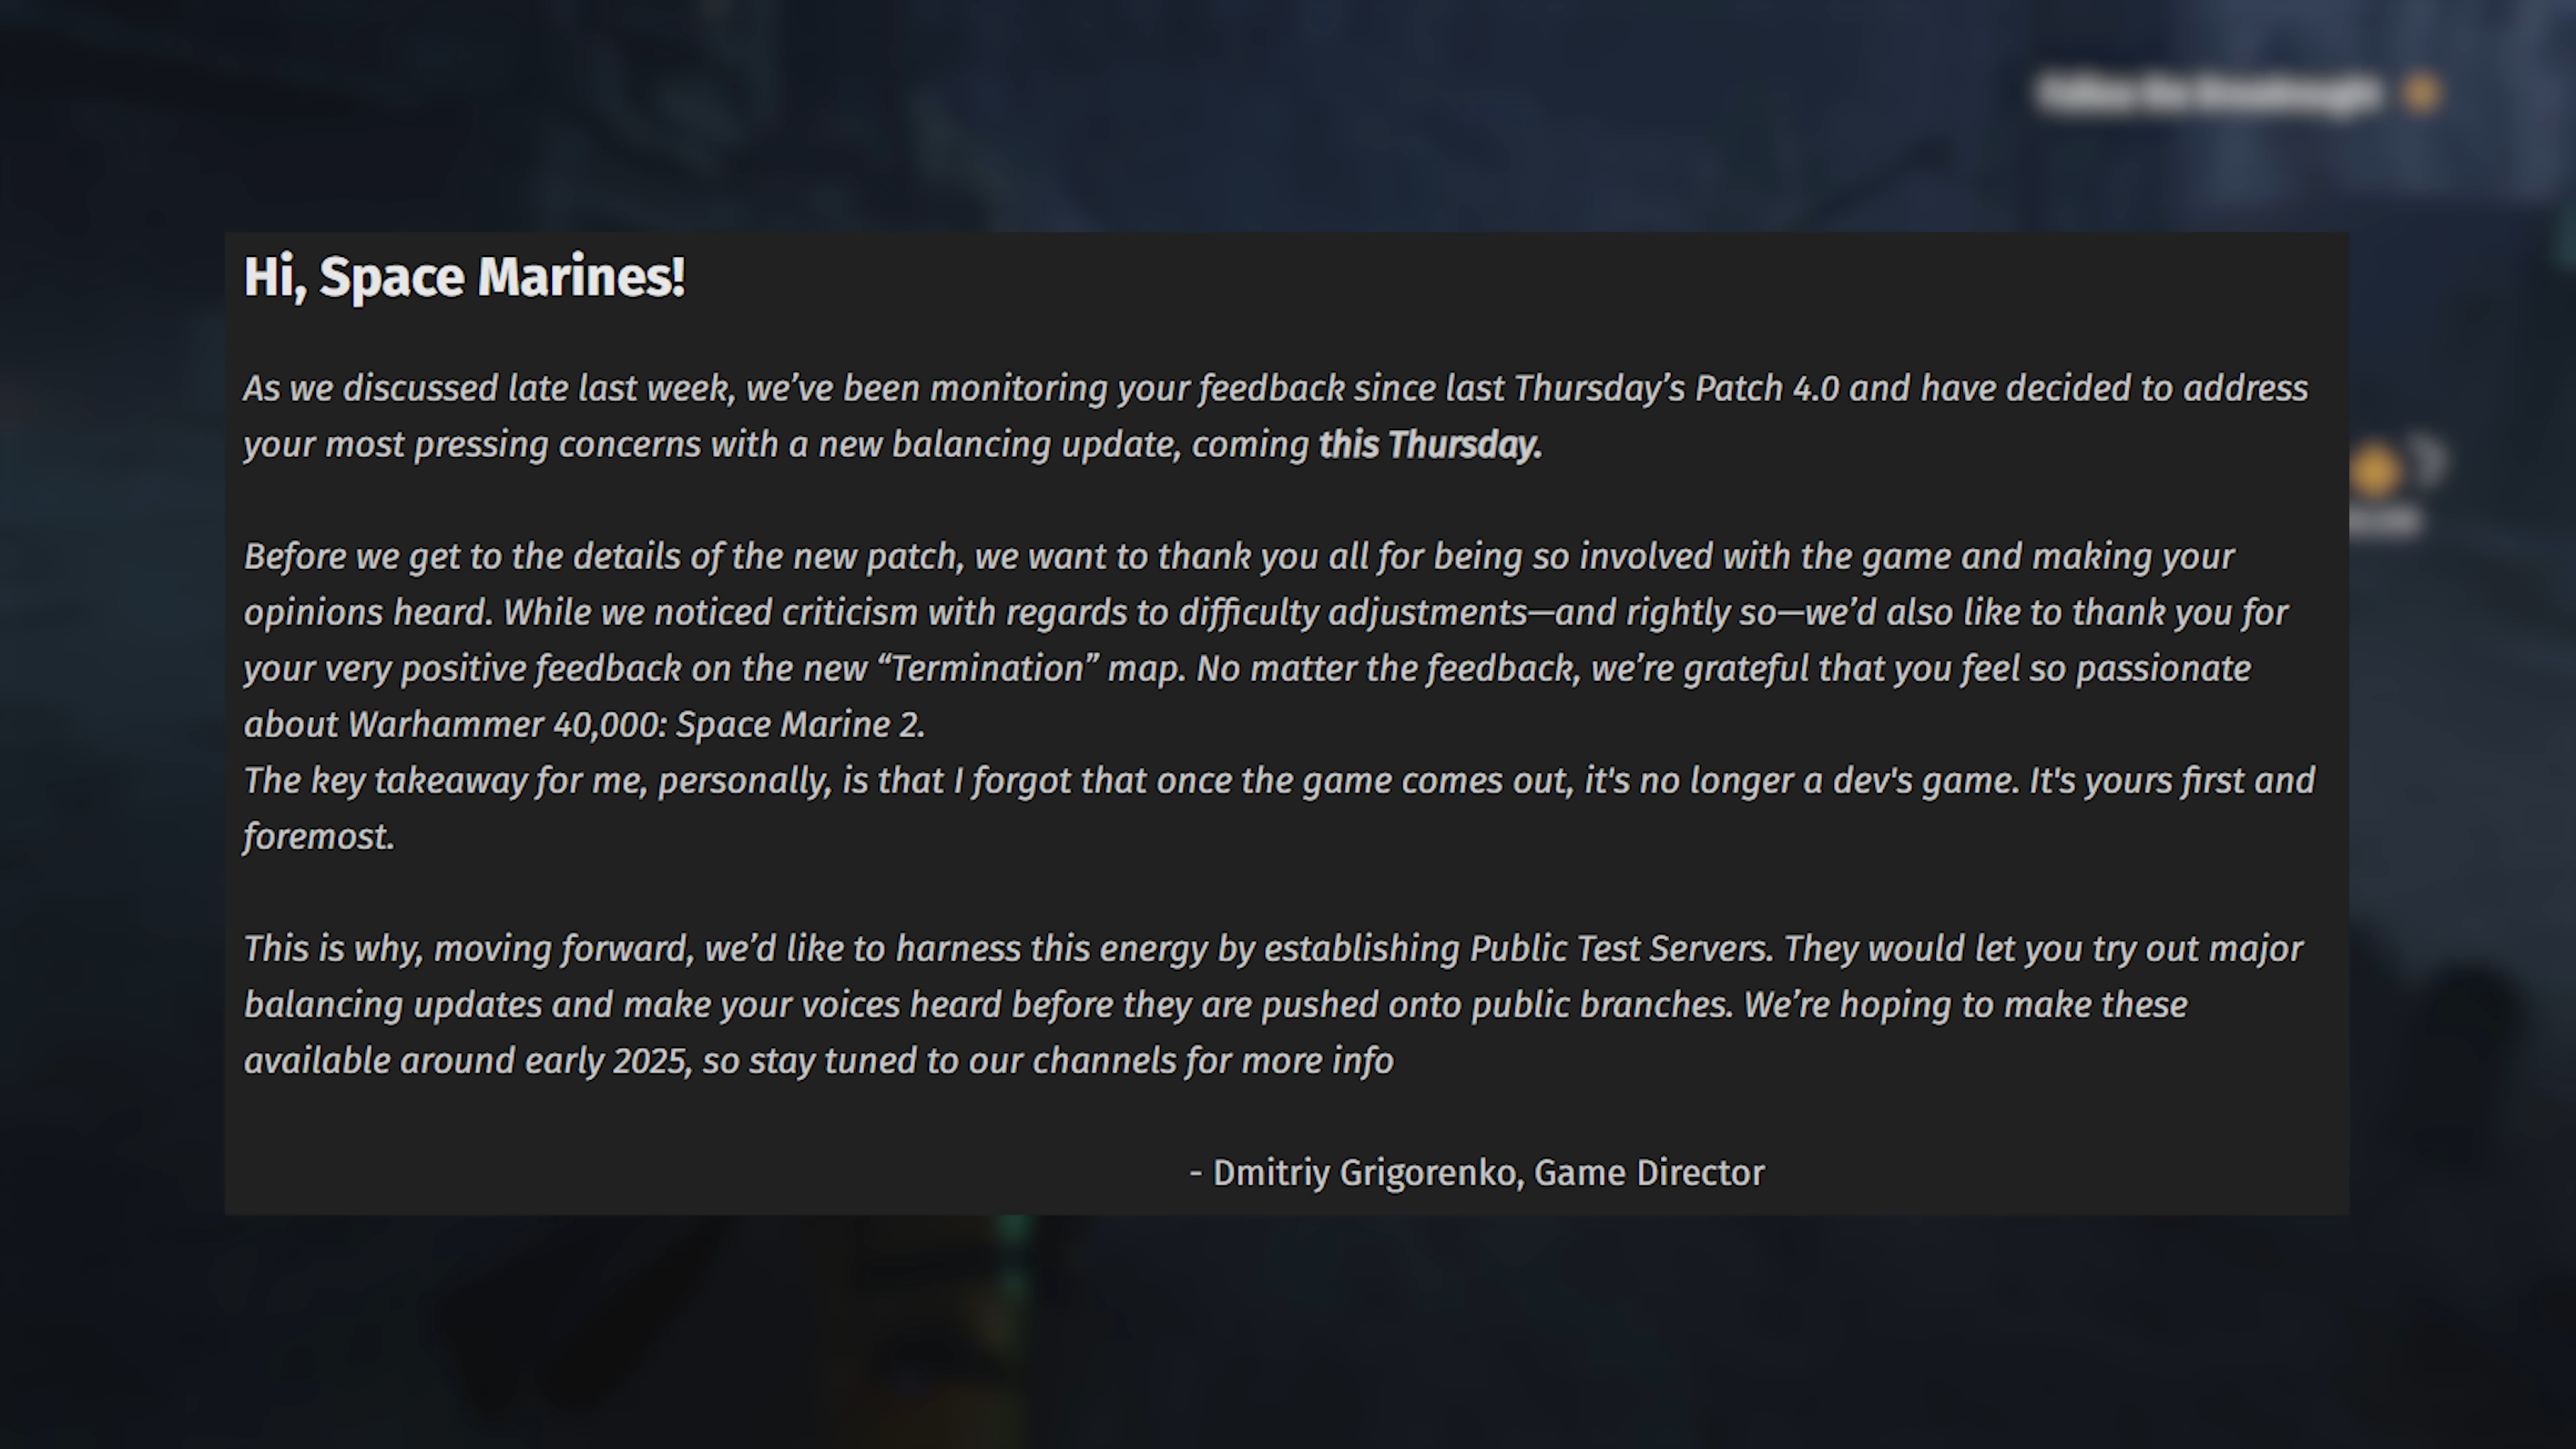 Hi, Space Marines!
As we discussed late last week, we’ve been monitoring your feedback since last Thursday’s Patch 4.0 and have decided to address
your most pressing concerns with a new balancing update, coming this Thursday.
Before we get to the details of the new patch, we want to thank you all for being so involved with the game and making your
opinions heard. While we noticed criticism with regards to difficulty adjustments—and rightly so—we’d also like to thank you for
your very positive feedback on the new “Termination” map. No matter the feedback, we’re grateful that you feel so passionate
about Warhammer 40,000: Space Marine 2.
The key takeaway for me, personally, is that I forgot that once the game comes out, it's no longer a dev's game. It's yours first and
foremost.
This is why, moving forward, we’d like to harness this energy by establishing Public Test Servers. They would let you try out major
balancing updates and make your voices heard before they are pushed onto public branches. We’re hoping to make these
available around early 2025, so stay tuned to our channels for more info
- Dmitriy Grigorenko, Game Director